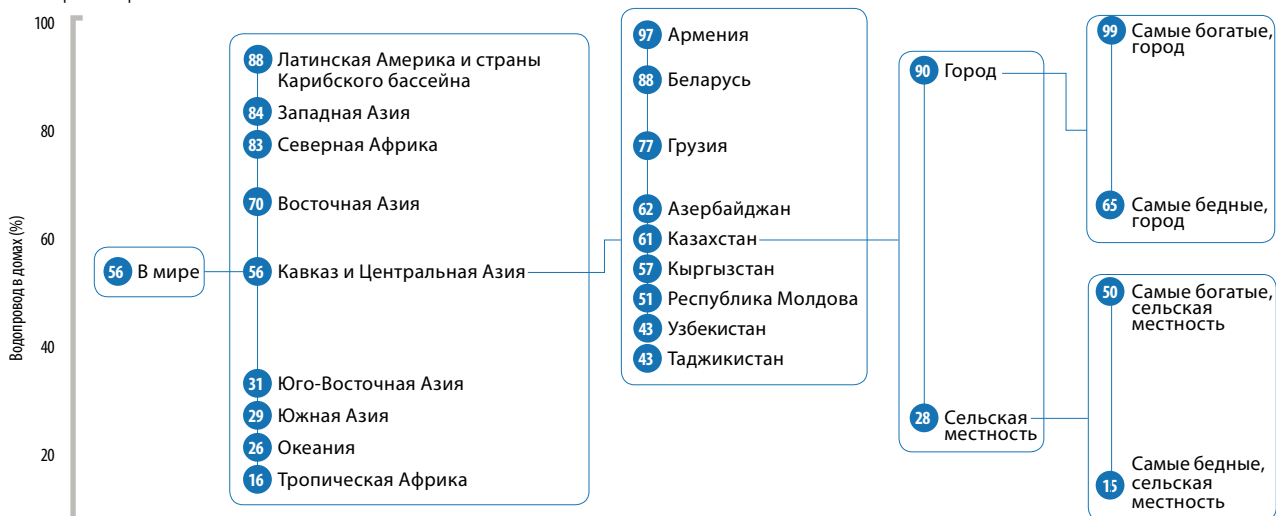 100
80
60
40
20
Водопровод в домах (%)
56 В мире
88 Латинская Америка и страны
Карибского бассейна
84 Западная Азия
83 Северная Африка
70 Восточная Азия
56 Кавказ и Центральная Азия
31 Юго-Восточная Азия
29 Южная Азия
26 Океания
16 Тропическая Африка
97 Армения
88 Беларусь
77 Грузия
62 Азербайджан
61 Казахстан
57 Кыргызстан
51 Республика Молдова
43 Узбекистан
43 Таджикистан
90 Город
28 Сельская
местность
99 Самые богатые,
город
65 Самые бедные,
город
50 Самые богатые,
сельская
местность
15 Самые бедные,
сельская
местность